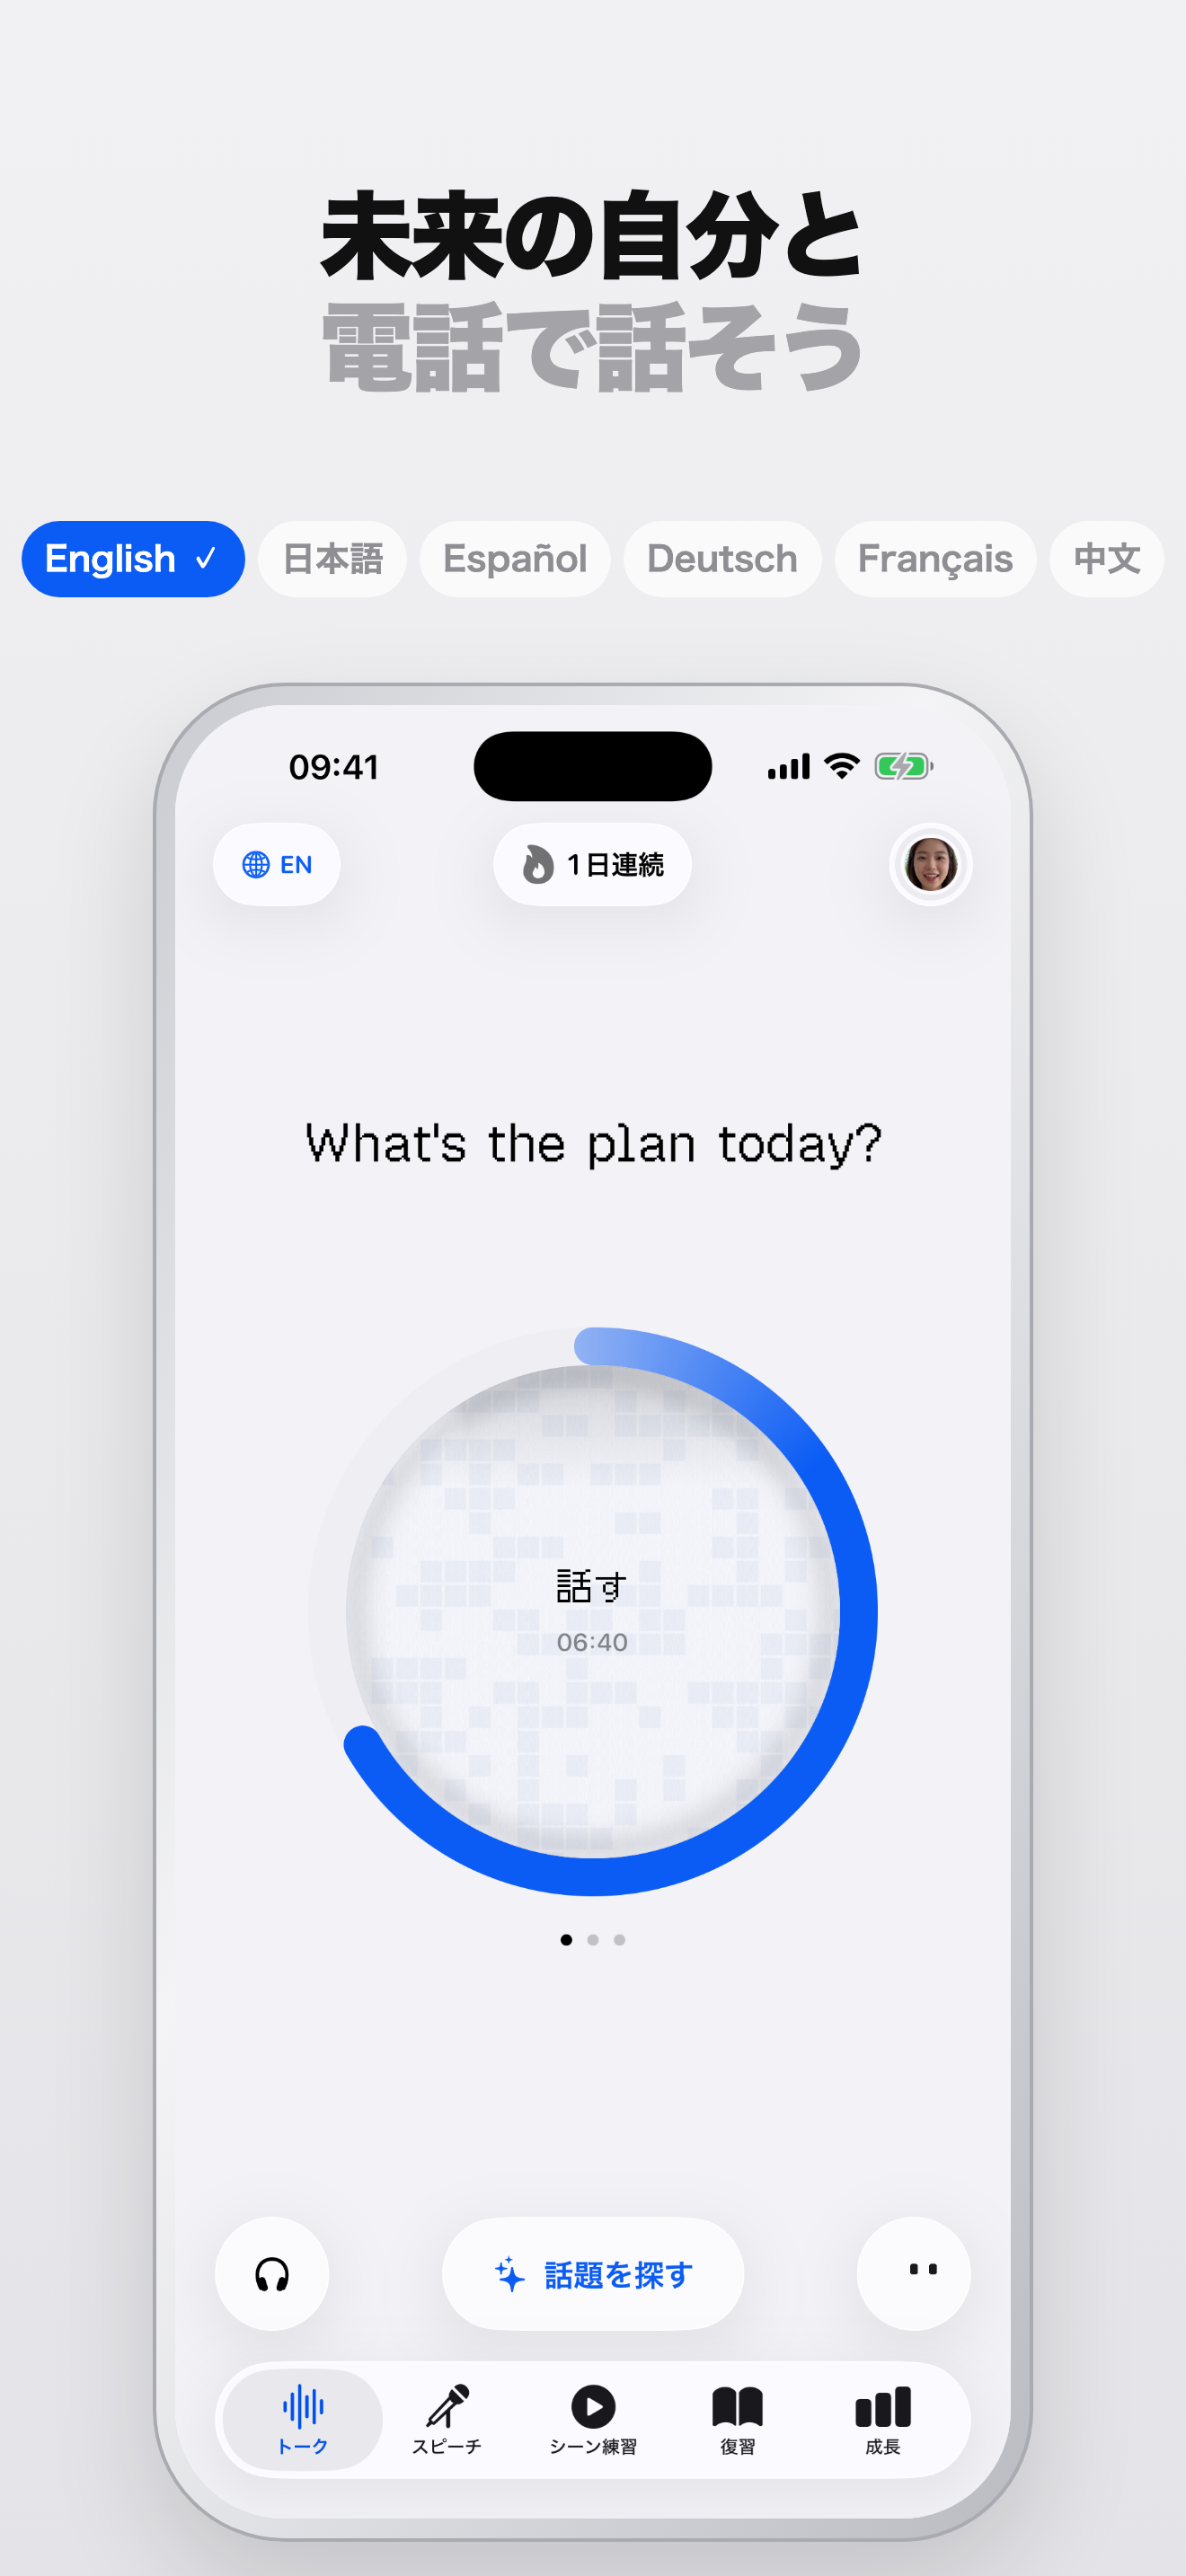 未来の自分と
電話で話そう
English ✓ 日本語 Español Deutsch Français 中文
09:41
EN 1日連続
What's the plan today?
話す
06:40
話題を探す
トーク スピーチ シーン練習 復習 成長